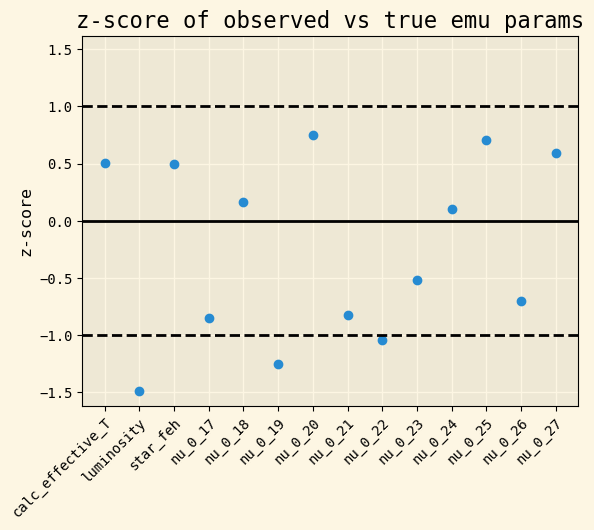 z-score of observed vs true emu params
z-score
1.5
1.0
0.5
0.0
−0.5
−1.0
−1.5
calc_effective_T
luminosity
star_feh
nu_0_17
nu_0_18
nu_0_19
nu_0_20
nu_0_21
nu_0_22
nu_0_23
nu_0_24
nu_0_25
nu_0_26
nu_0_27